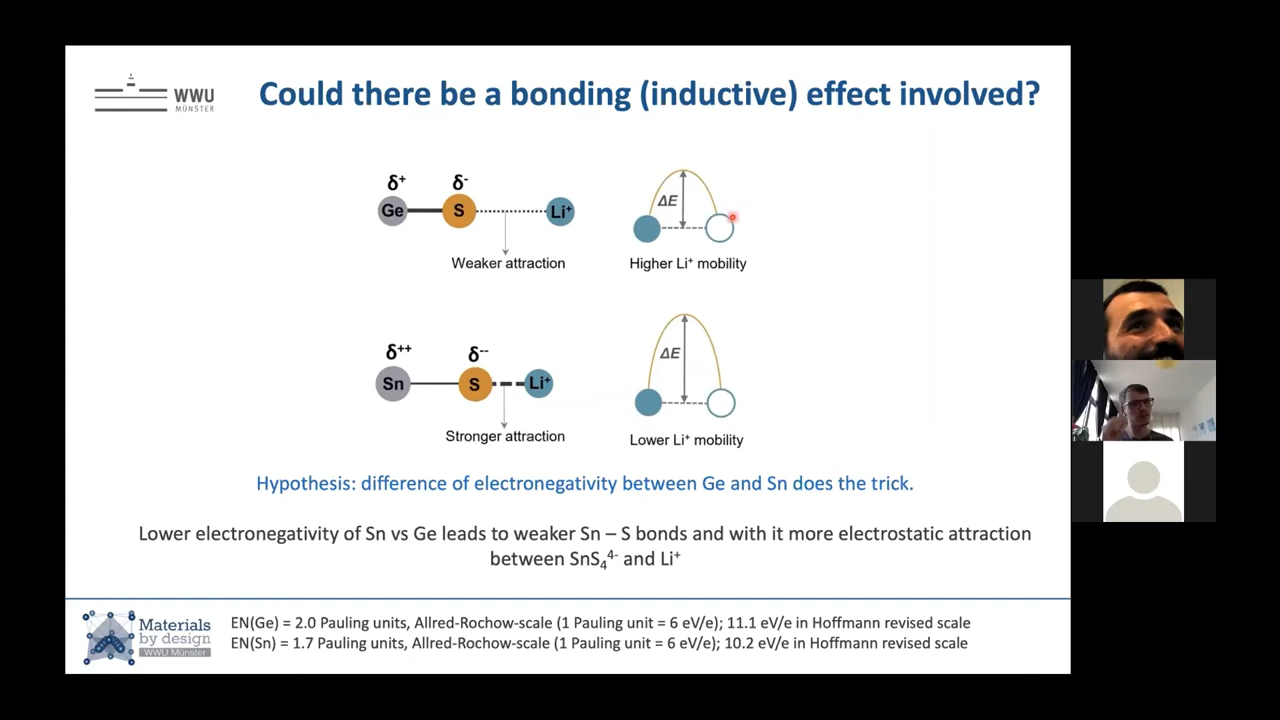 WWU
MÜNSTER
Could there be a bonding (inductive) effect involved?
δ⁺ δ⁻
Ge S Li⁺
Weaker attraction
ΔE
Higher Li⁺ mobility
δ⁺⁺ δ⁻⁻
Sn S Li⁺
Stronger attraction
ΔE
Lower Li⁺ mobility
Hypothesis: difference of electronegativity between Ge and Sn does the trick.
Lower electronegativity of Sn vs Ge leads to weaker Sn – S bonds and with it more electrostatic attraction
between SnS₄⁴⁻ and Li⁺
Materials
by design
WWU Münster
EN(Ge) = 2.0 Pauling units, Allred-Rochow-scale (1 Pauling unit = 6 eV/e); 11.1 eV/e in Hoffmann revised scale
EN(Sn) = 1.7 Pauling units, Allred-Rochow-scale (1 Pauling unit = 6 eV/e); 10.2 eV/e in Hoffmann revised scale